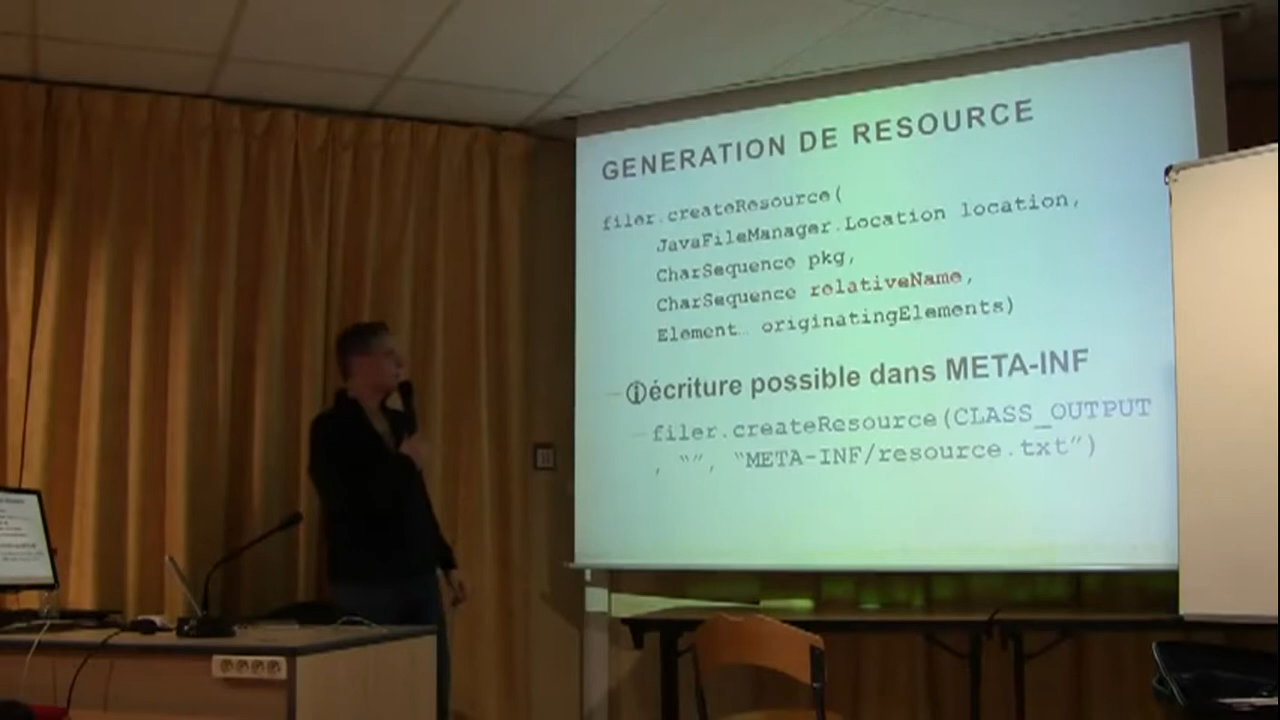 GENERATION DE RESOURCE
filer.createResource(
JavaFileManager.Location location,
CharSequence pkg,
CharSequence relativeName,
Element… originatingElements)
– ⓘécriture possible dans META-INF
– filer.createResource(CLASS_OUTPUT
, “”, “META-INF/resource.txt”)